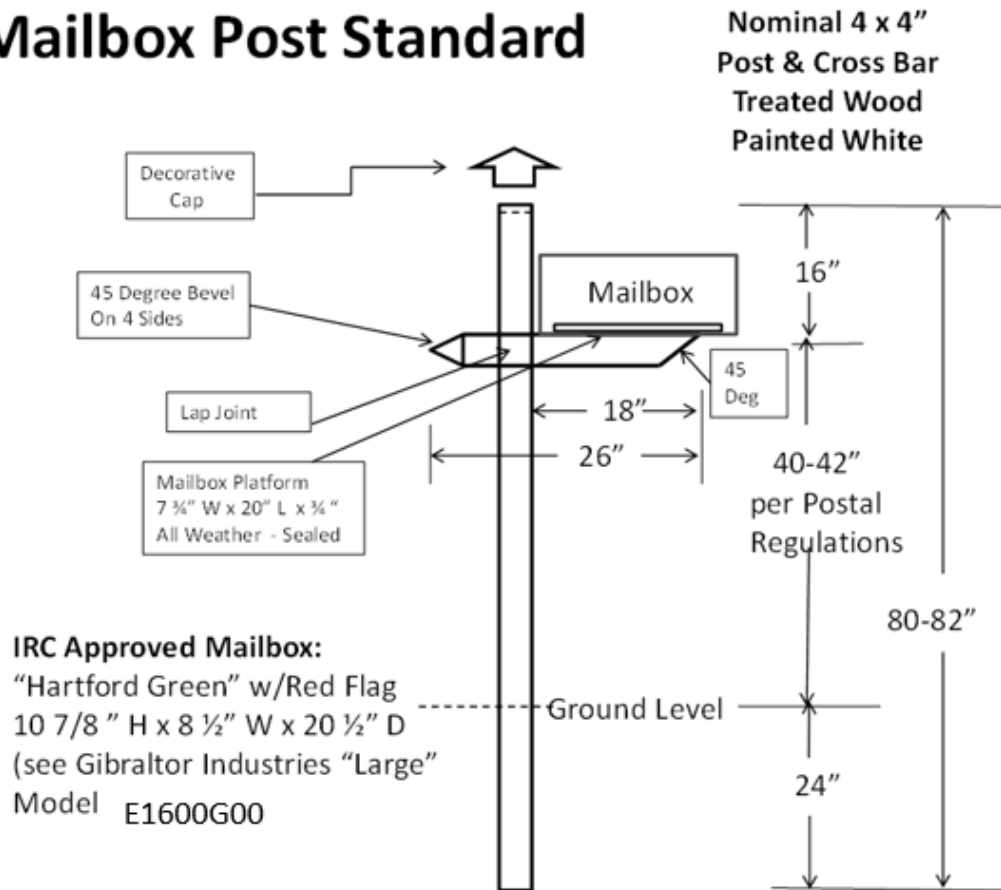 Mailbox Post Standard
Nominal 4 x 4”
Post & Cross Bar
Treated Wood
Painted White
Decorative
Cap
45 Degree Bevel
On 4 Sides
Mailbox
16”
45
Deg
Lap Joint
18”
26”
Mailbox Platform
7 ¾” W x 20” L x ¾ “
All Weather - Sealed
40-42”
per Postal
Regulations
80-82”
IRC Approved Mailbox:
“Hartford Green” w/Red Flag
10 7/8 ” H x 8 ½” W x 20 ½” D
(see Gibraltor Industries “Large”
Model E1600G00
Ground Level
24”